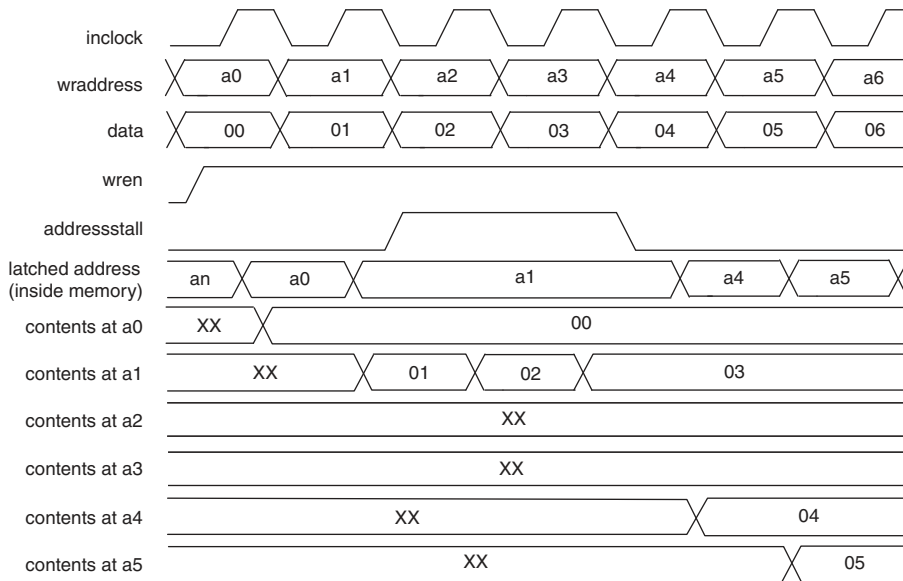 inclock
wraddress a0 a1 a2 a3 a4 a5 a6
data 00 01 02 03 04 05 06
wren
addressstall
latched address
(inside memory) an a0 a1 a4 a5
contents at a0 XX 00
contents at a1 XX 01 02 03
contents at a2 XX
contents at a3 XX
contents at a4 XX 04
contents at a5 XX 05